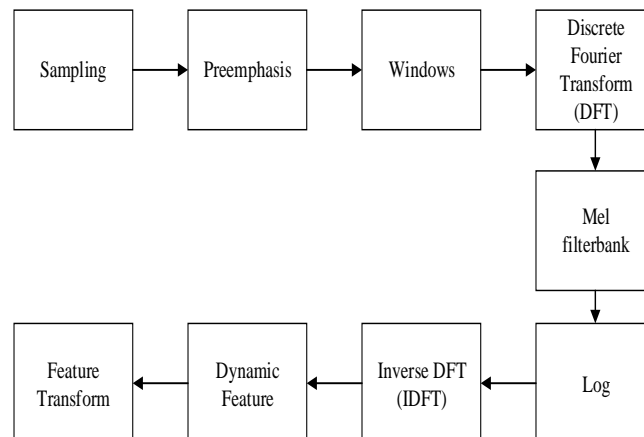 Sampling
Preemphasis
Windows
Discrete
Fourier
Transform
(DFT)
Mel
filterbank
Log
Inverse DFT
(IDFT)
Dynamic
Feature
Feature
Transform